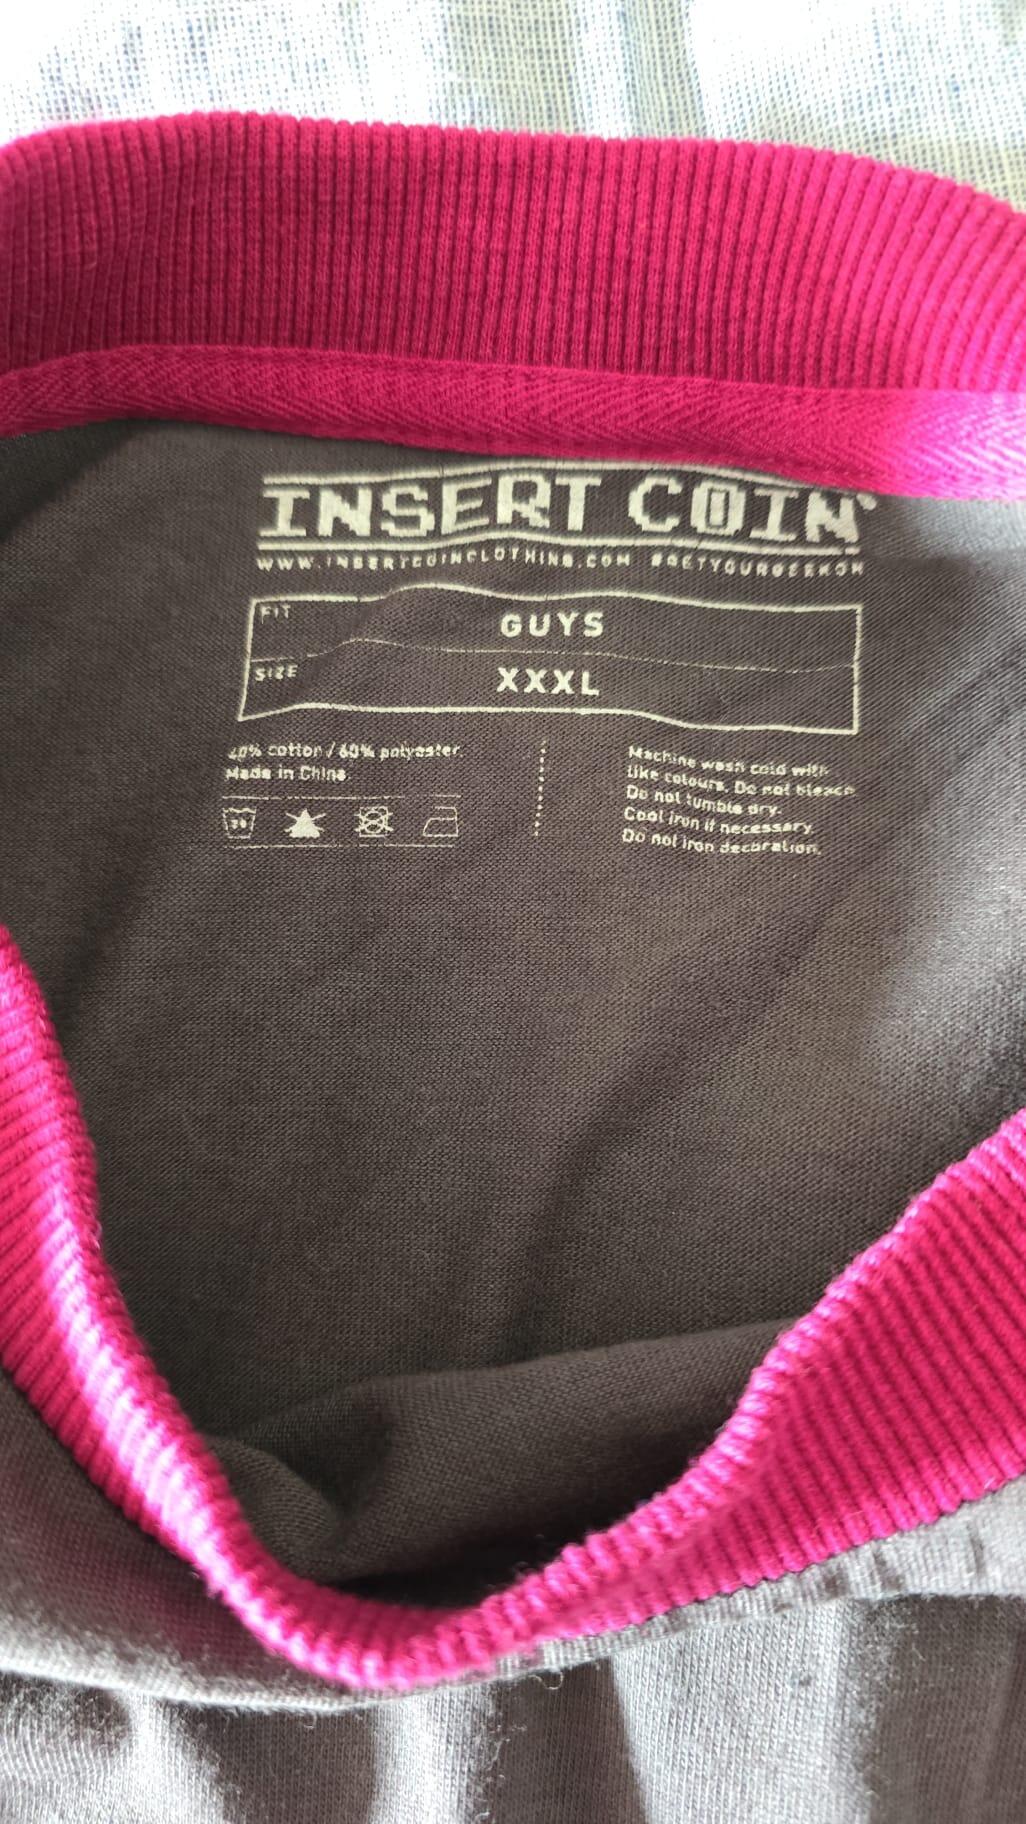 INSERT COIN
WWW.INSERTCOINCLOTHING.COM #GETYOURGEEKON
FIT GUYS
SIZE XXXL
40% cotton / 60% polyester
Made in China
Machine wash cold with
like colours. Do not bleach
Do not tumble dry.
Cool iron if necessary.
Do not iron decoration.